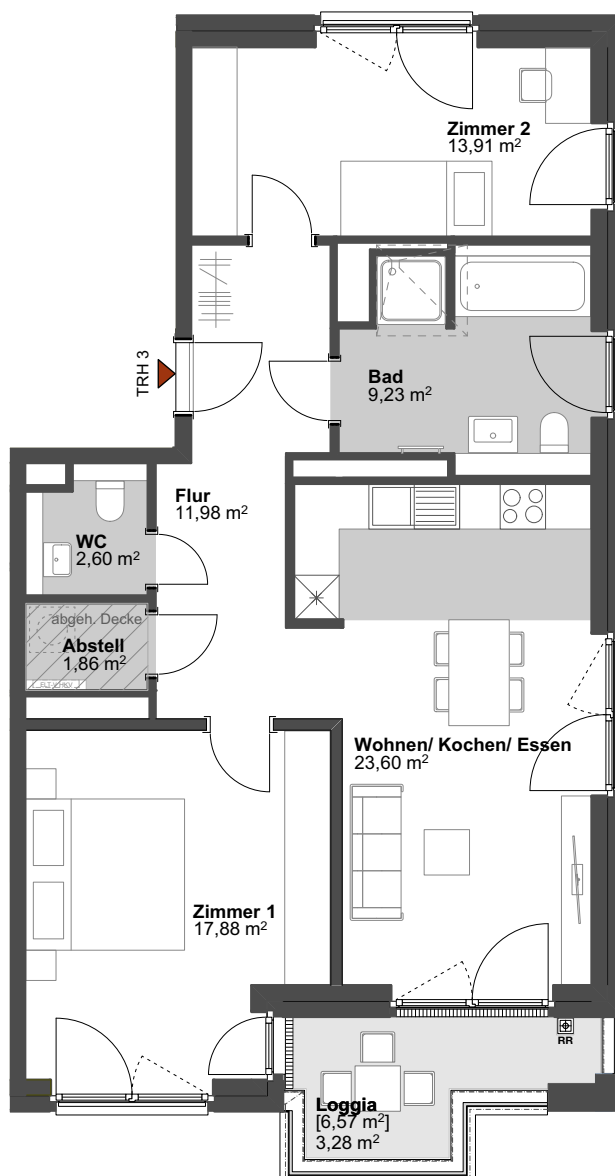 Zimmer 2
13,91 m²
TRH 3
Bad
9,23 m²
Flur
11,98 m²
WC
2,60 m²
abgeh. Decke
Abstell
1,86 m²
Wohnen/ Kochen/ Essen
23,60 m²
Zimmer 1
17,88 m²
RR
Loggia
[6,57 m²]
3,28 m²